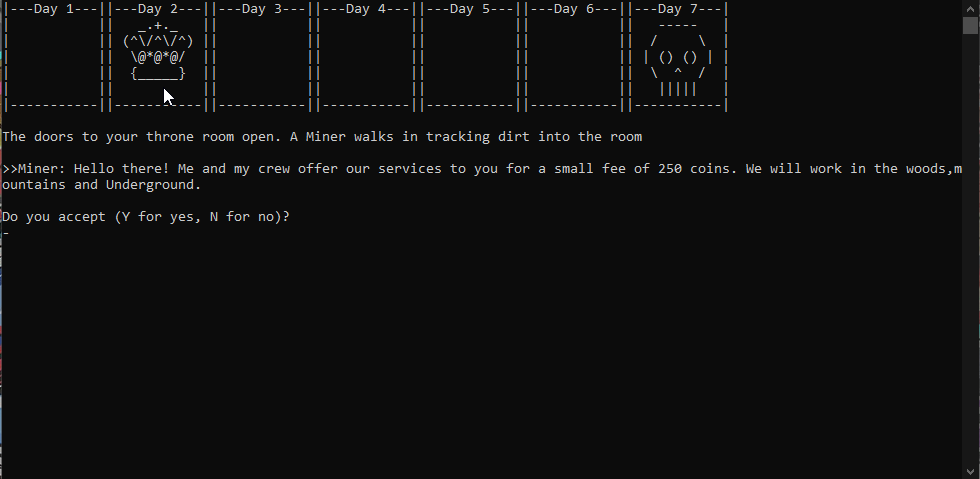 |---Day 1---||---Day 2---||---Day 3---||---Day 4---||---Day 5---||---Day 6---||---Day 7---|
The doors to your throne room open. A Miner walks in tracking dirt into the room
>>Miner: Hello there! Me and my crew offer our services to you for a small fee of 250 coins. We will work in the woods,m
ountains and Underground.
Do you accept (Y for yes, N for no)?
-